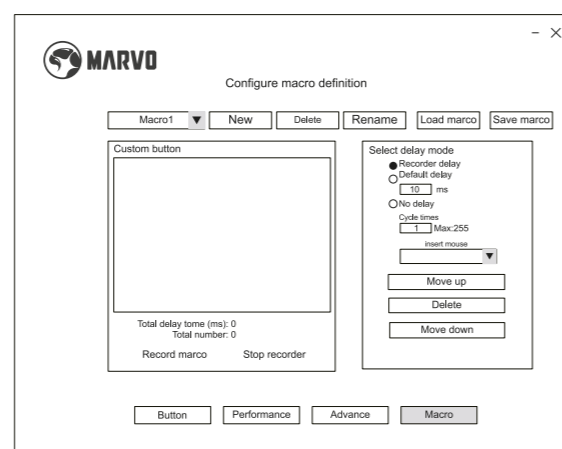 MARVO
Configure macro definition
Macro1 ▼ New Delete Rename Load marco Save marco
Custom button
Total delay tome (ms): 0
Total number: 0
Record marco Stop recorder
Select delay mode
Recorder delay
Default delay
10 ms
No delay
Cycle times
1 Max:255
insert mouse
▼
Move up
Delete
Move down
Button Performance Advance Macro